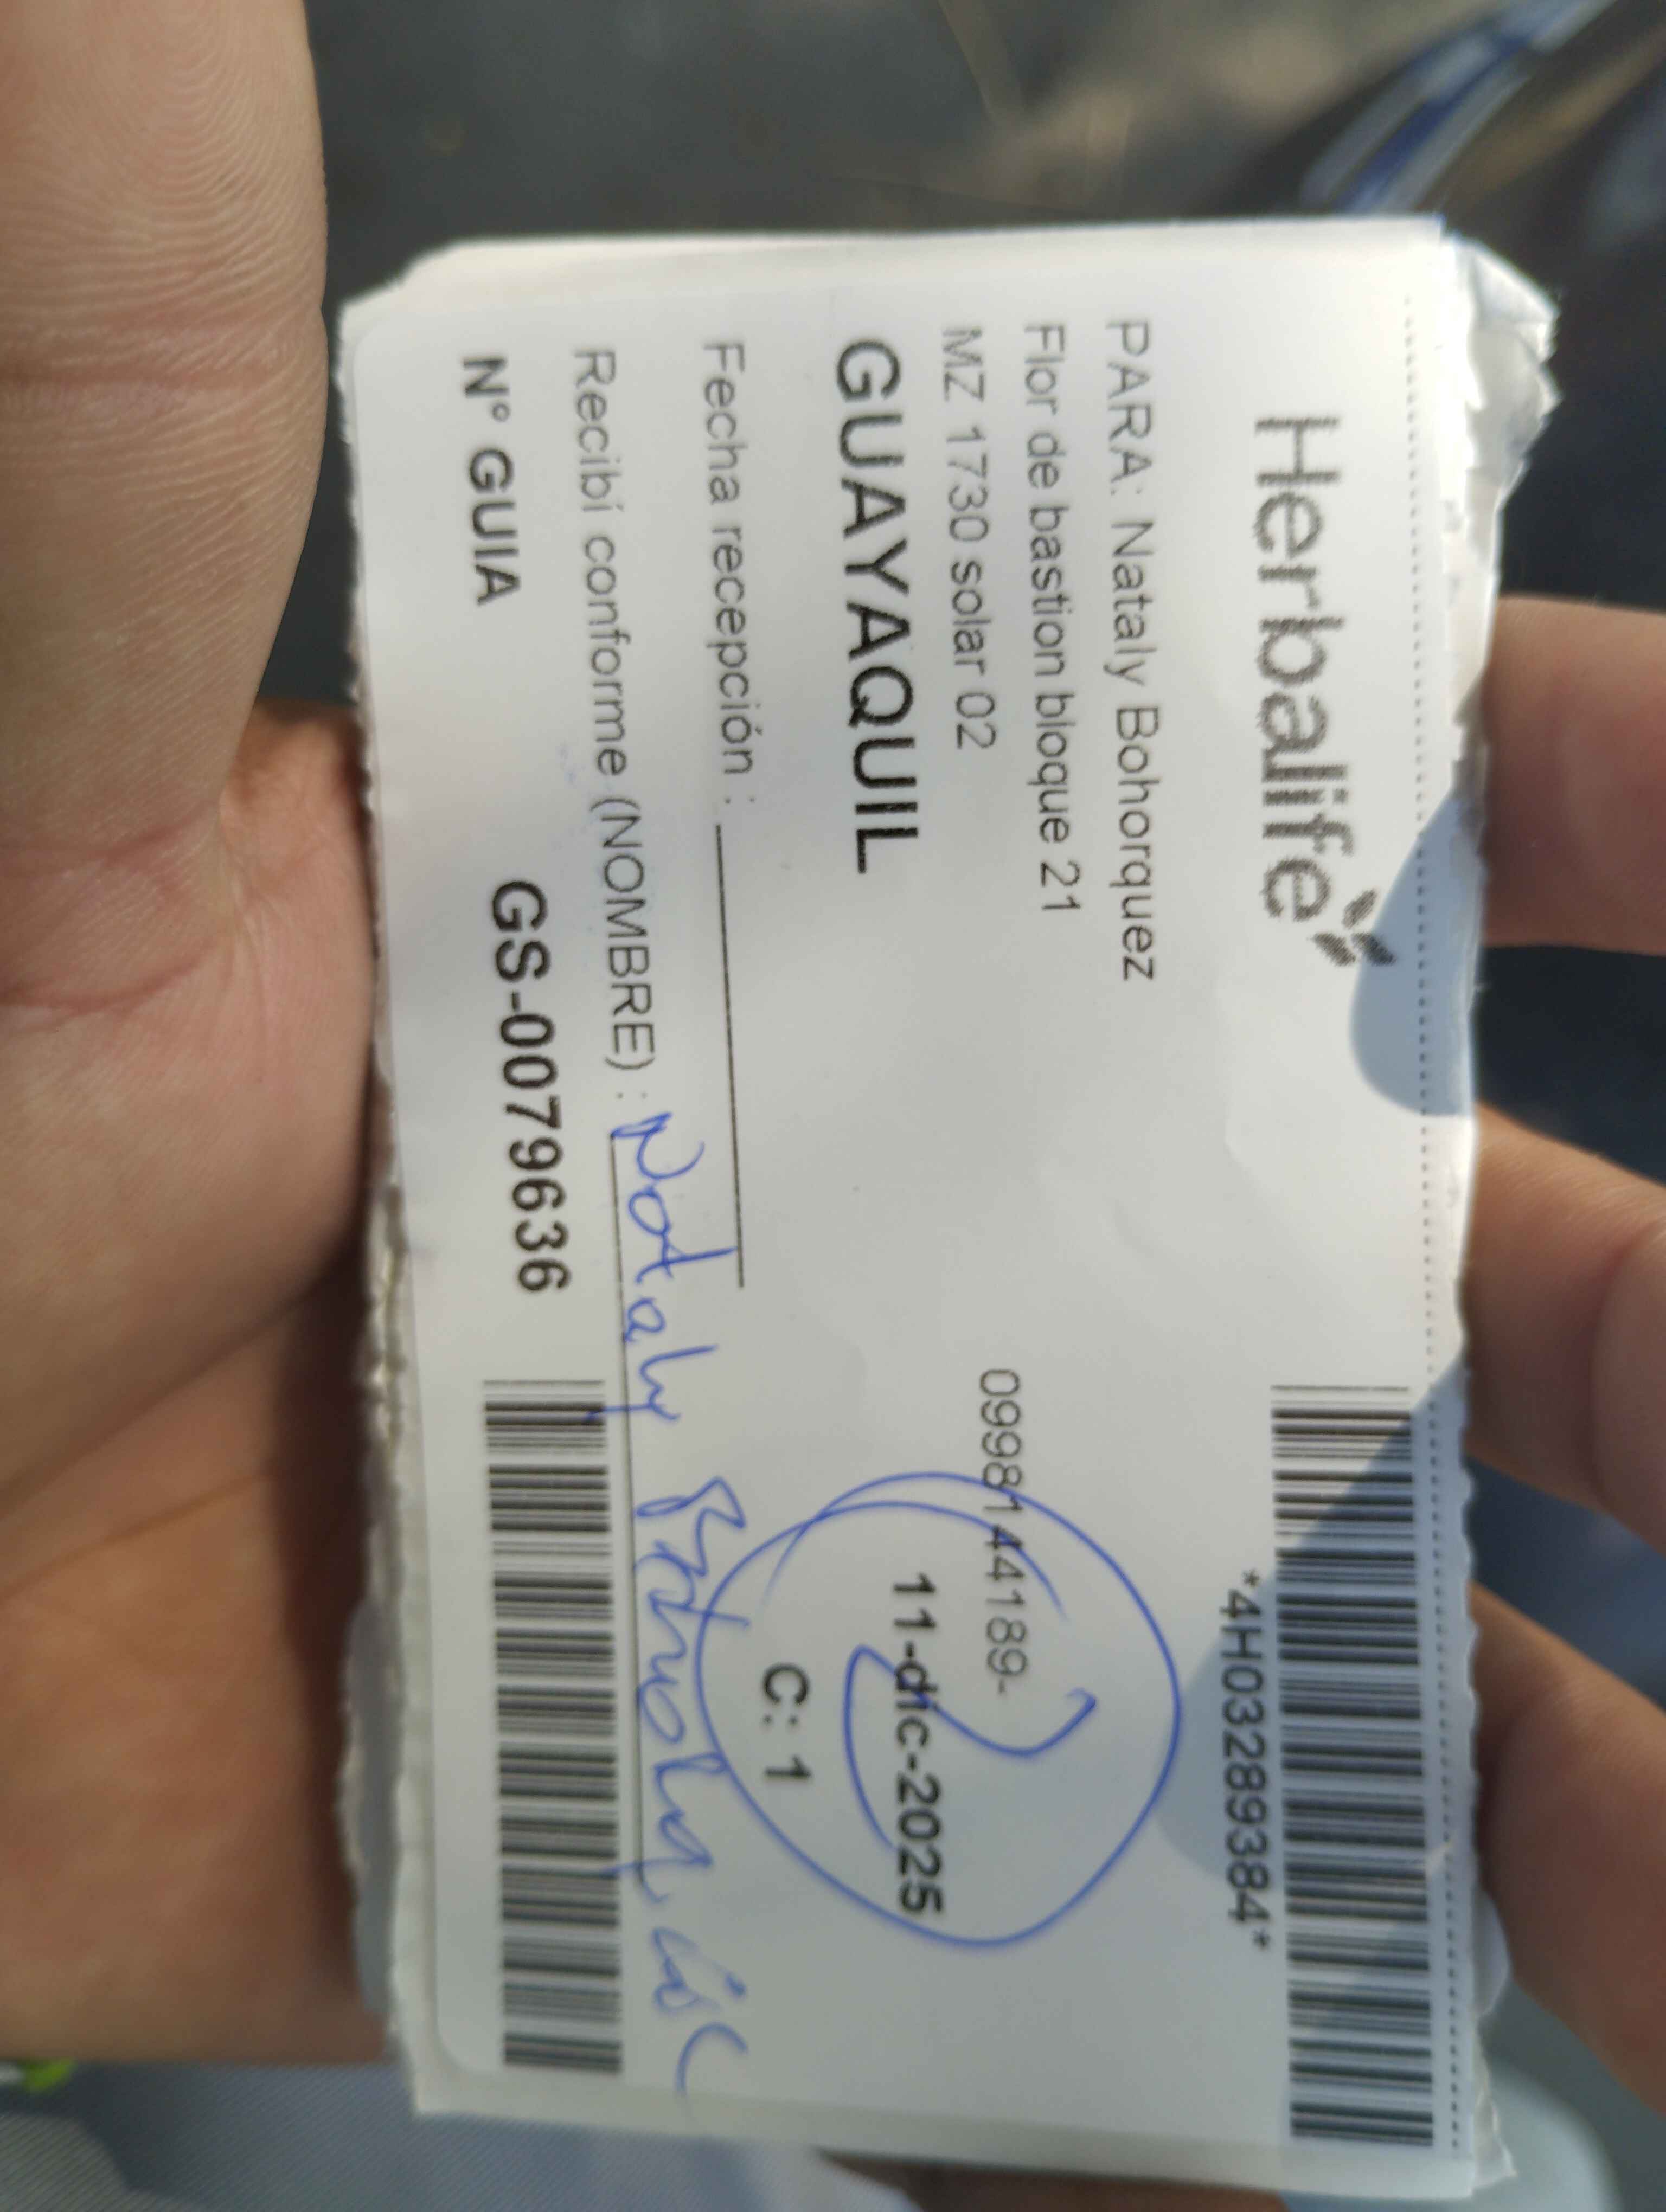 Herbalife
*4H03289384*
PARA: Nataly Bohorquez
Flor de bastion bloque 21
MZ 1730 solar 02
0998144189-
GUAYAQUIL
11-dic-2025
C: 1
Fecha recepción :
Recibí conforme (NOMBRE) : Nataly
N° GUIA
GS-00796636